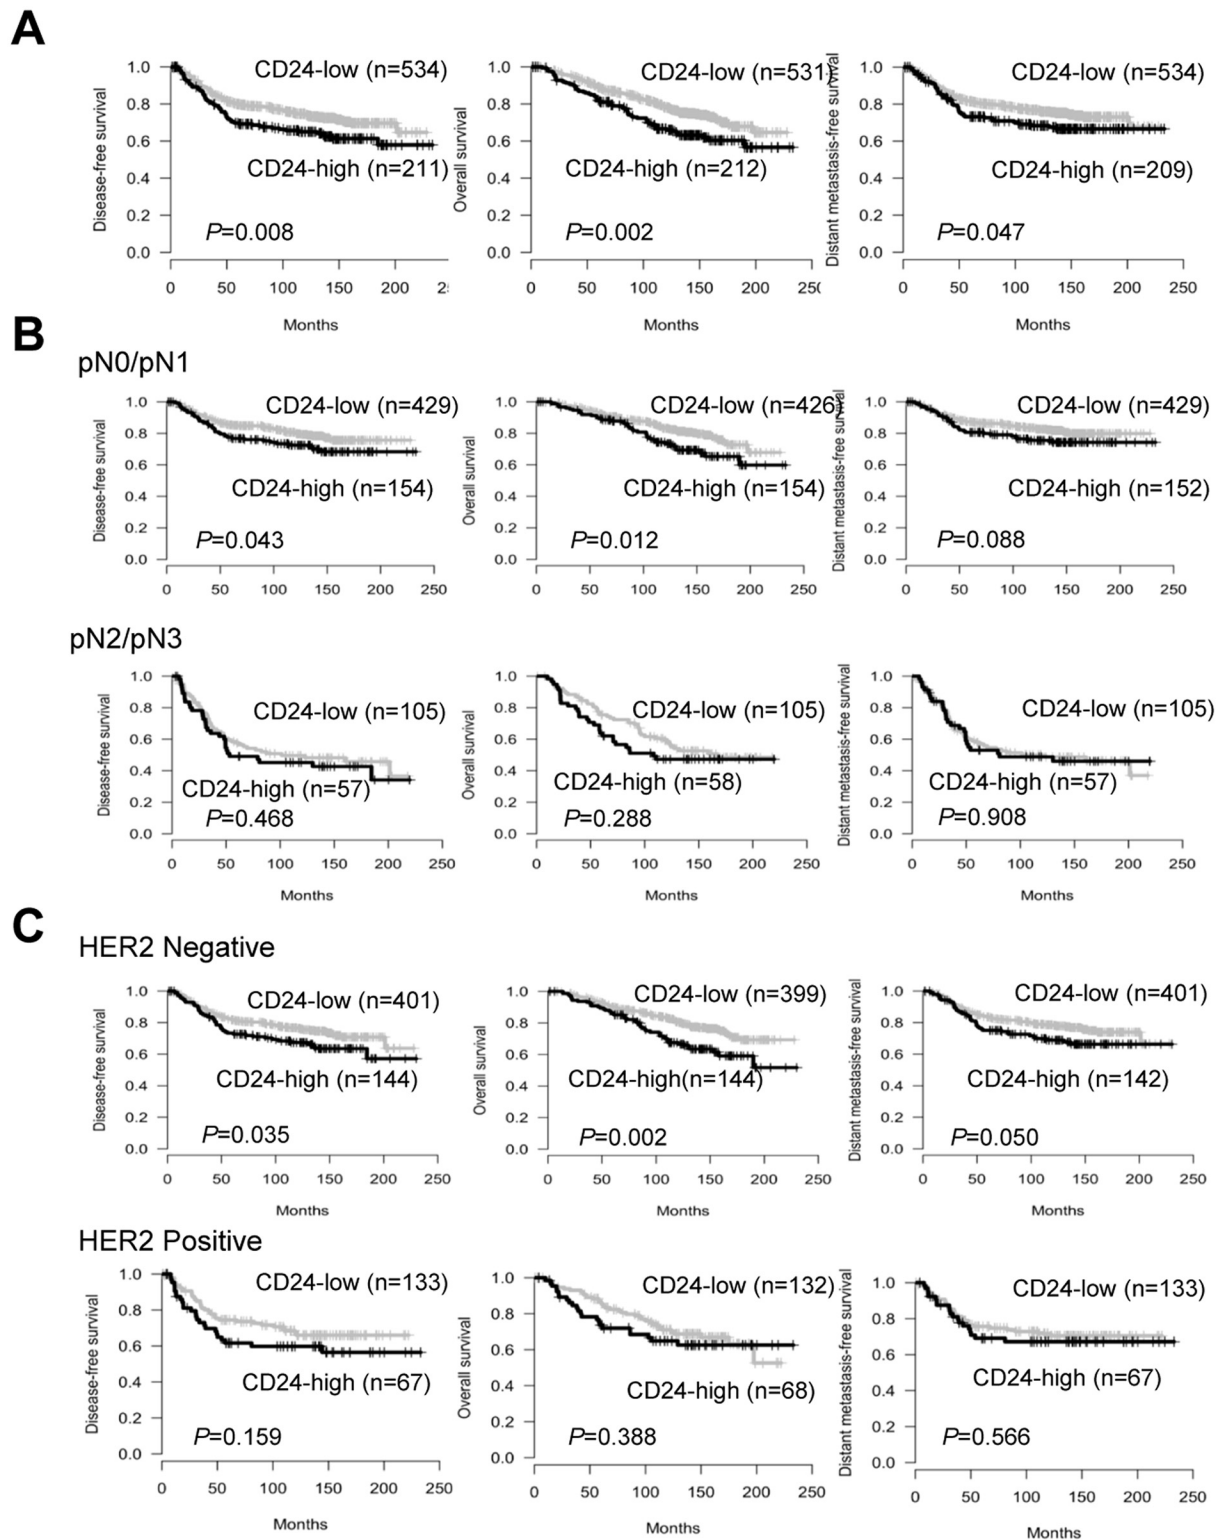 A
Disease-free survival
1.0
0.8
0.6
0.4
0.2
0.0
CD24-low (n=534)
CD24-high (n=211)
P=0.008
0 50 100 150 200
Months
Overall survival
1.0
0.8
0.6
0.4
0.2
0.0
CD24-low (n=531)
CD24-high (n=212)
P=0.002
0 50 100 150 200 250
Months
Distant metastasis-free survival
1.0
0.8
0.6
0.4
0.2
0.0
CD24-low (n=534)
CD24-high (n=209)
P=0.047
0 50 100 150 200 250
Months
B
pN0/pN1
Disease-free survival
1.0
0.8
0.6
0.4
0.2
0.0
CD24-low (n=429)
CD24-high (n=154)
P=0.043
0 50 100 150 200 250
Overall survival
1.0
0.8
0.6
0.4
0.2
0.0
CD24-low (n=426)
CD24-high (n=154)
P=0.012
0 50 100 150 200 250
Distant metastasis-free survival
1.0
0.8
0.6
0.4
0.2
0.0
CD24-low (n=429)
CD24-high (n=152)
P=0.088
0 50 100 150 200 250
pN2/pN3
Disease-free survival
1.0
0.8
0.6
0.4
0.2
0.0
CD24-low (n=105)
CD24-high (n=57)
P=0.468
0 50 100 150 200 250
Months
Overall survival
1.0
0.8
0.6
0.4
0.2
0.0
CD24-low (n=105)
CD24-high (n=58)
P=0.288
0 50 100 150 200 250
Months
Distant metastasis-free survival
1.0
0.8
0.6
0.4
0.2
0.0
CD24-low (n=105)
CD24-high (n=57)
P=0.908
0 50 100 150 200 250
Months
C
HER2 Negative
Disease-free survival
1.0
0.8
0.6
0.4
0.2
0.0
CD24-low (n=401)
CD24-high (n=144)
P=0.035
0 50 100 150 200 250
Months
Overall survival
1.0
0.8
0.6
0.4
0.2
0.0
CD24-low (n=399)
CD24-high(n=144)
P=0.002
0 50 100 150 200 250
Months
Distant metastasis-free survival
1.0
0.8
0.6
0.4
0.2
0.0
CD24-low (n=401)
CD24-high (n=142)
P=0.050
0 50 100 150 200 250
Months
HER2 Positive
Disease-free survival
1.0
0.8
0.6
0.4
0.2
0.0
CD24-low (n=133)
CD24-high (n=67)
P=0.159
0 50 100 150 200 250
Months
Overall survival
1.0
0.8
0.6
0.4
0.2
0.0
CD24-low (n=132)
CD24-high (n=68)
P=0.388
0 50 100 150 200 250
Months
Distant metastasis-free survival
1.0
0.8
0.6
0.4
0.2
0.0
CD24-low (n=133)
CD24-high (n=67)
P=0.566
0 50 100 150 200 250
Months